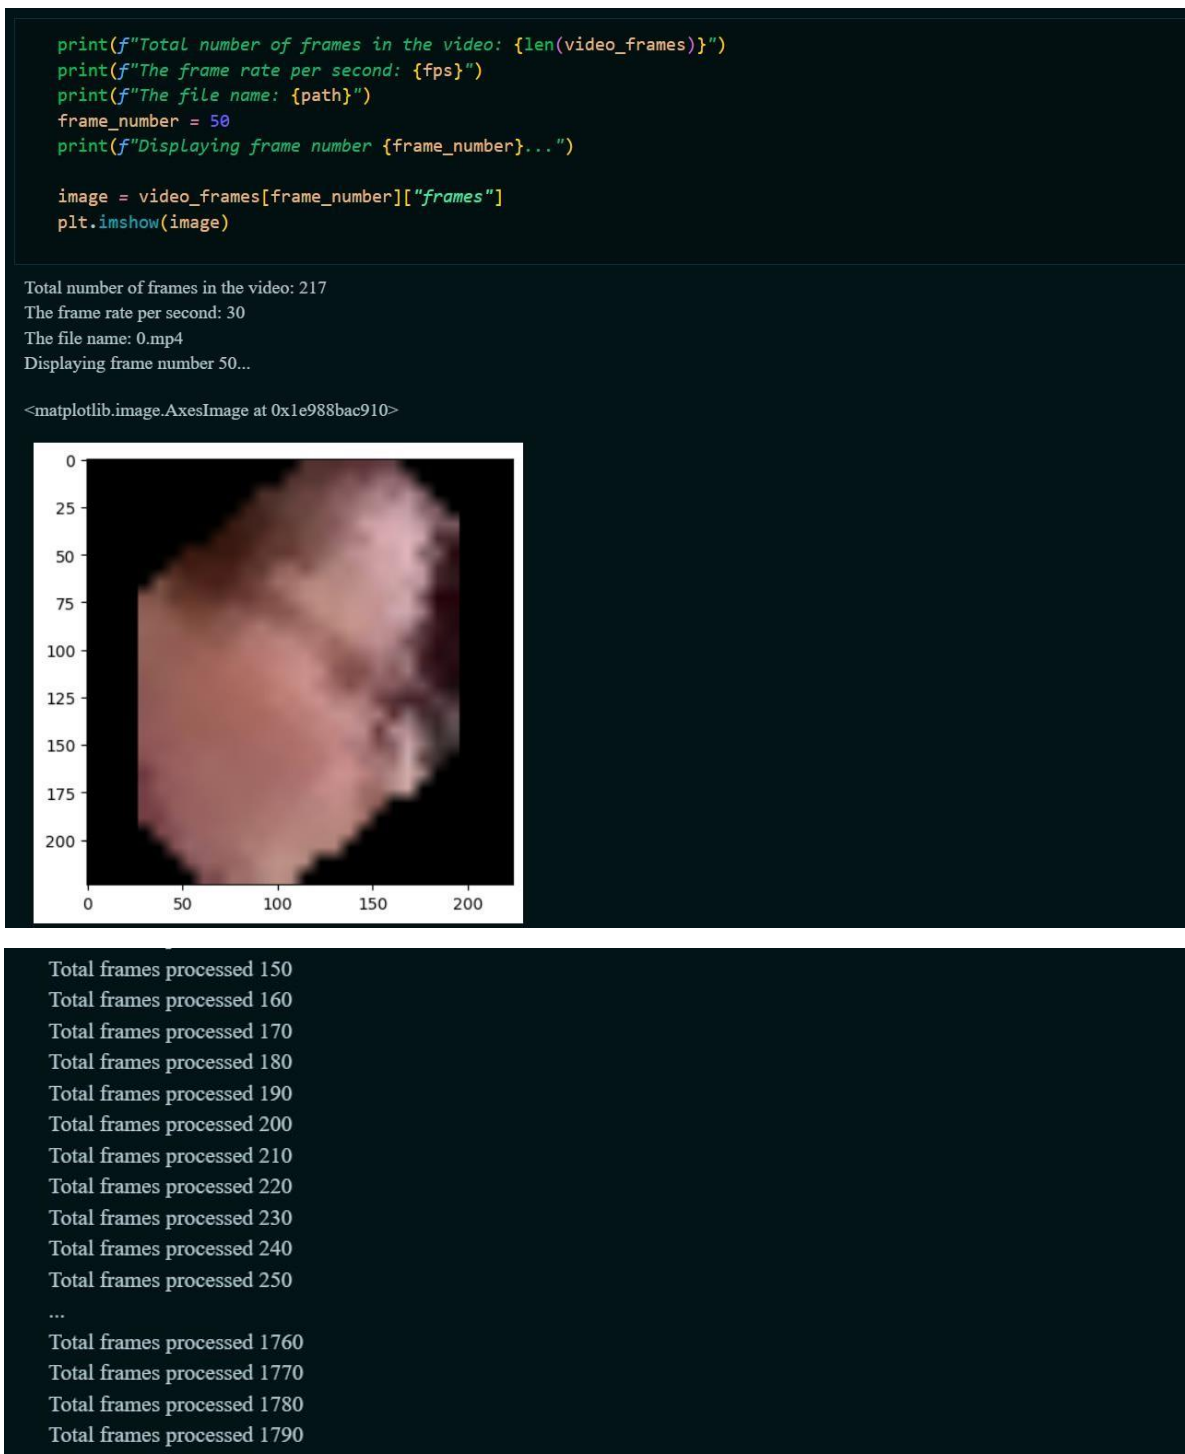 print(f"Total number of frames in the video: {len(video_frames)}")
print(f"The frame rate per second: {fps}")
print(f"The file name: {path}")
frame_number = 50
print(f"Displaying frame number {frame_number}...")
image = video_frames[frame_number]["frames"]
plt.imshow(image)
Total number of frames in the video: 217
The frame rate per second: 30
The file name: 0.mp4
Displaying frame number 50...
<matplotlib.image.AxesImage at 0x1e988bac910>
0
25
50
75
100
125
150
175
200
0 50 100 150 200
Total frames processed 150
Total frames processed 160
Total frames processed 170
Total frames processed 180
Total frames processed 190
Total frames processed 200
Total frames processed 210
Total frames processed 220
Total frames processed 230
Total frames processed 240
Total frames processed 250
...
Total frames processed 1760
Total frames processed 1770
Total frames processed 1780
Total frames processed 1790